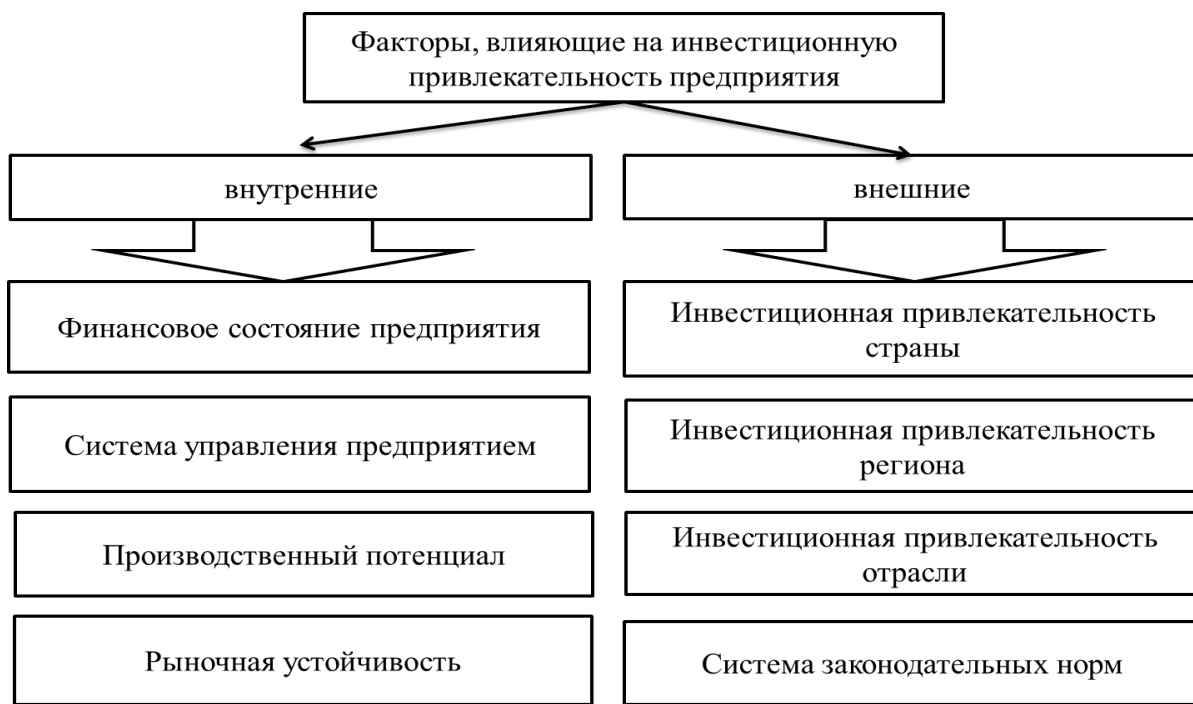 Факторы, влияющие на инвестиционную
привлекательность предприятия
внутренние
внешние
Финансовое состояние предприятия
Инвестиционная привлекательность
страны
Система управления предприятием
Инвестиционная привлекательность
региона
Производственный потенциал
Инвестиционная привлекательность
отрасли
Рыночная устойчивость
Система законодательных норм